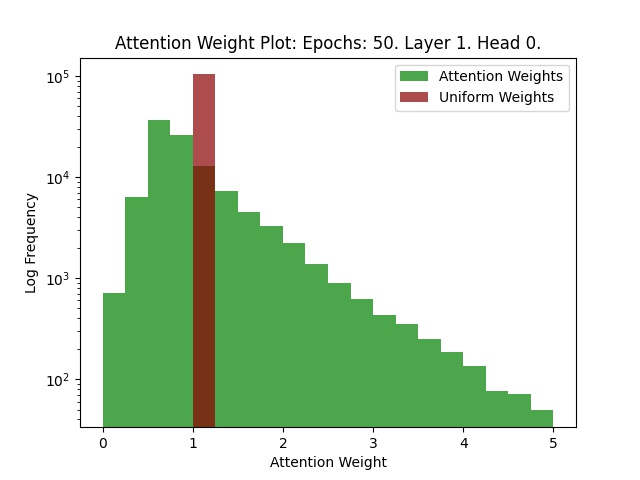 Attention Weight Plot: Epochs: 50. Layer 1. Head 0.
Attention Weights
Uniform Weights
Log Frequency
10^5
10^4
10^3
10^2
0 1 2 3 4 5
Attention Weight